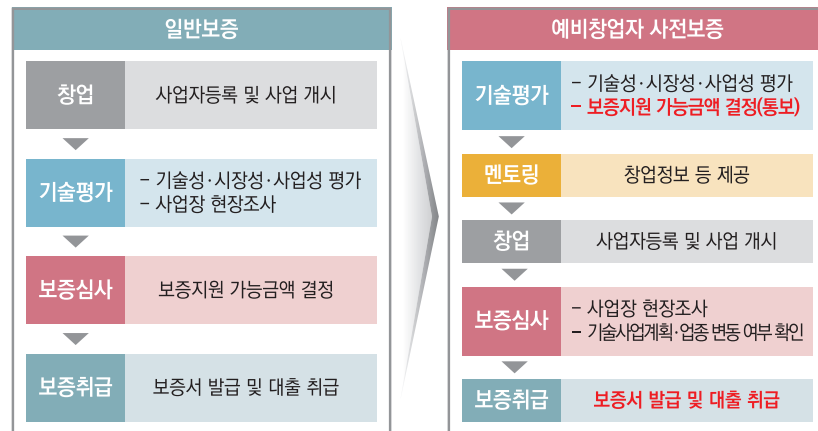 일반보증
창업
사업자등록 및 사업 개시
기술평가
– 기술성·시장성·사업성 평가
– 사업장 현장조사
보증심사
보증지원 가능금액 결정
보증취급
보증서 발급 및 대출 취급
예비창업자 사전보증
기술평가
– 기술성·시장성·사업성 평가
– 보증지원 가능금액 결정(통보)
멘토링
창업정보 등 제공
창업
사업자등록 및 사업 개시
보증심사
– 사업장 현장조사
– 기술사업계획·업종 변동 여부 확인
보증취급
보증서 발급 및 대출 취급